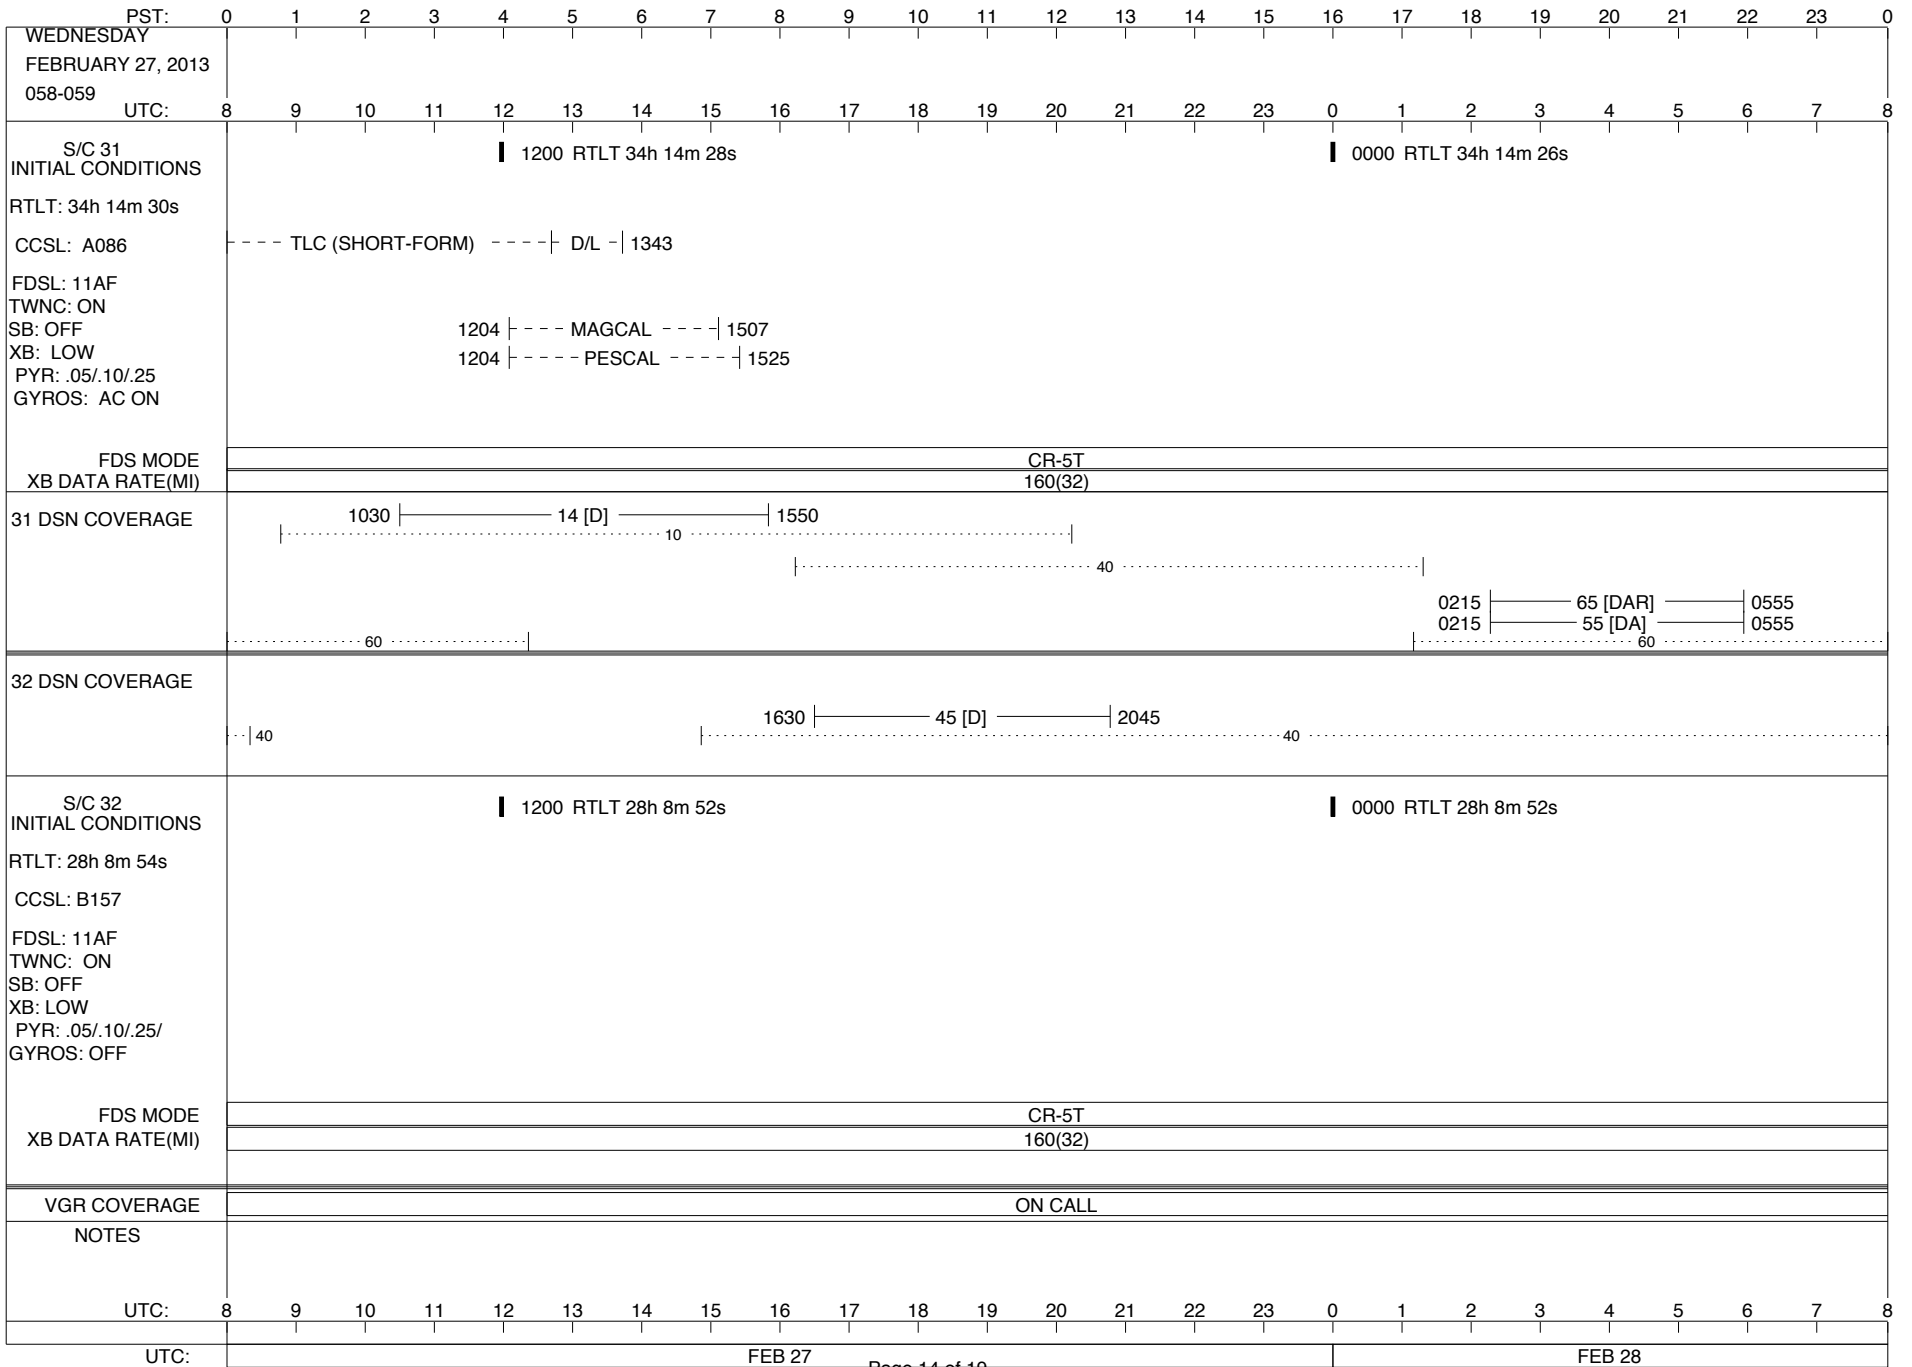 PST: 0 1 2 3 4 5 6 7 8 9 10 11 12 13 14 15 16 17 18 19 20 21 22 23 0
WEDNESDAY
FEBRUARY 27, 2013
058-059
UTC: 8 9 10 11 12 13 14 15 16 17 18 19 20 21 22 23 0 1 2 3 4 5 6 7 8
S/C 31
INITIAL CONDITIONS
1200 RTLT 34h 14m 28s
0000 RTLT 34h 14m 26s
RTLT: 34h 14m 30s
CCSL: A086
TLC (SHORT-FORM) D/L 1343
FDSL: 11AF
TWNC: ON
SB: OFF
1204 MAGCAL 1507
XB: LOW
1204 PESCAL 1525
PYR: .05/.10/.25
GYROS: AC ON
FDS MODE CR-5T
XB DATA RATE(MI) 160(32)
31 DSN COVERAGE
1030 14 [D] 1550
10
40
0215 65 [DAR] 0555
0215 55 [DA] 0555
60 60
32 DSN COVERAGE
1630 45 [D] 2045
40 40
S/C 32
INITIAL CONDITIONS
1200 RTLT 28h 8m 52s
0000 RTLT 28h 8m 52s
RTLT: 28h 8m 54s
CCSL: B157
FDSL: 11AF
TWNC: ON
SB: OFF
XB: LOW
PYR: .05/.10/.25/
GYROS: OFF
FDS MODE CR-5T
XB DATA RATE(MI) 160(32)
VGR COVERAGE ON CALL
NOTES
UTC: 8 9 10 11 12 13 14 15 16 17 18 19 20 21 22 23 0 1 2 3 4 5 6 7 8
UTC: FEB 27 FEB 28
Page 14 of 19